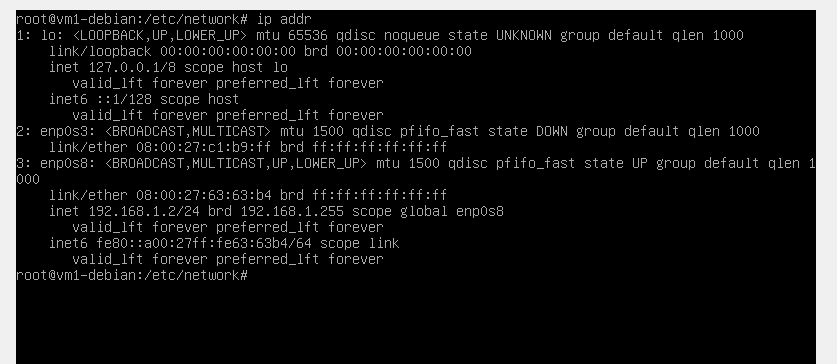 root@vm1-debian:/etc/network# ip addr
1: lo: <LOOPBACK,UP,LOWER_UP> mtu 65536 qdisc noqueue state UNKNOWN group default qlen 1000
    link/loopback 00:00:00:00:00:00 brd 00:00:00:00:00:00
    inet 127.0.0.1/8 scope host lo
       valid_lft forever preferred_lft forever
    inet6 ::1/128 scope host
       valid_lft forever preferred_lft forever
2: enp0s3: <BROADCAST,MULTICAST> mtu 1500 qdisc pfifo_fast state DOWN group default qlen 1000
    link/ether 08:00:27:c1:b9:ff brd ff:ff:ff:ff:ff:ff
3: enp0s8: <BROADCAST,MULTICAST,UP,LOWER_UP> mtu 1500 qdisc pfifo_fast state UP group default qlen 1
000
    link/ether 08:00:27:63:63:b4 brd ff:ff:ff:ff:ff:ff
    inet 192.168.1.2/24 brd 192.168.1.255 scope global enp0s8
       valid_lft forever preferred_lft forever
    inet6 fe80::a00:27ff:fe63:63b4/64 scope link
       valid_lft forever preferred_lft forever
root@vm1-debian:/etc/network#